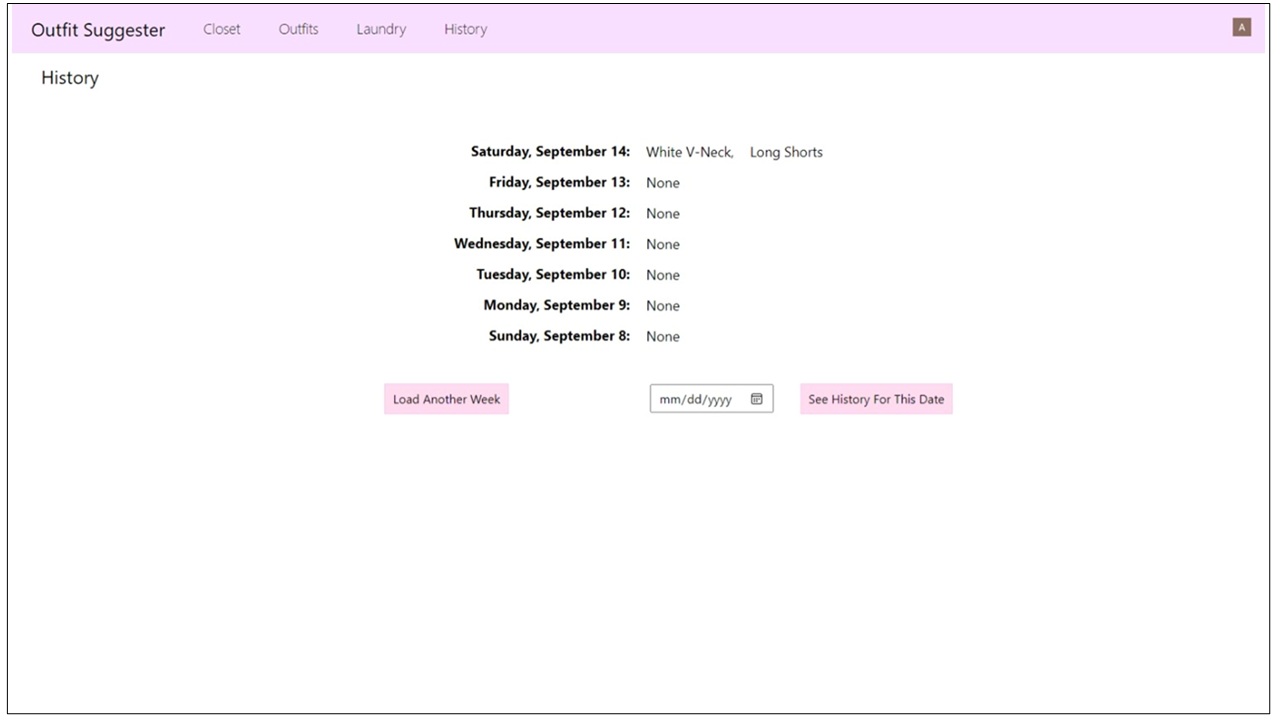 Outfit Suggester Closet Outfits Laundry History A
History
Saturday, September 14: White V-Neck, Long Shorts
Friday, September 13: None
Thursday, September 12: None
Wednesday, September 11: None
Tuesday, September 10: None
Monday, September 9: None
Sunday, September 8: None
Load Another Week mm/dd/yyyy See History For This Date